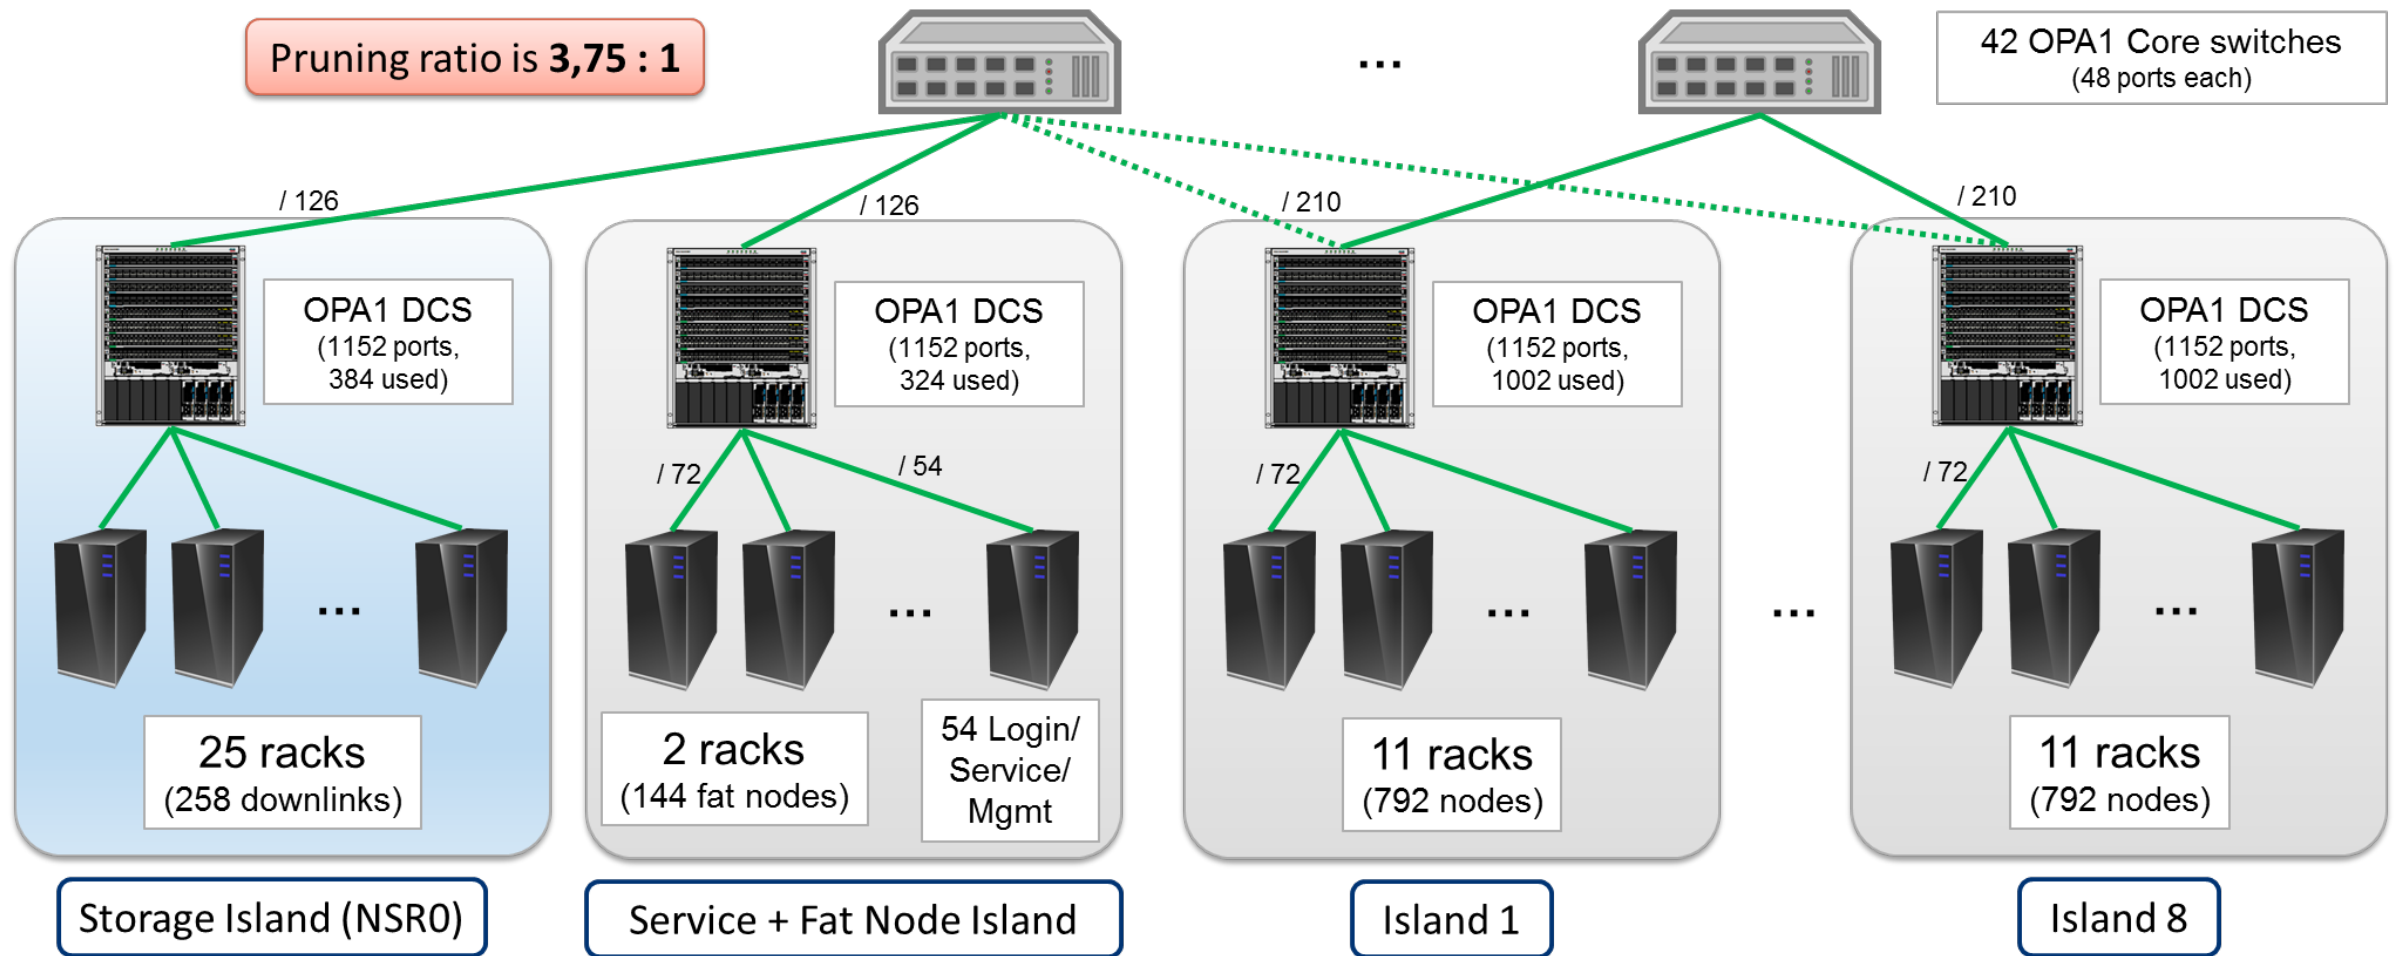 Pruning ratio is 3,75 : 1
...
42 OPA1 Core switches
(48 ports each)
/ 126
/ 126
/ 210
/ 210
OPA1 DCS
(1152 ports,
384 used)
OPA1 DCS
(1152 ports,
324 used)
OPA1 DCS
(1152 ports,
1002 used)
OPA1 DCS
(1152 ports,
1002 used)
/ 72
/ 54
/ 72
/ 72
...
...
...
...
...
25 racks
(258 downlinks)
2 racks
(144 fat nodes)
54 Login/
Service/
Mgmt
11 racks
(792 nodes)
11 racks
(792 nodes)
Storage Island (NSR0)
Service + Fat Node Island
Island 1
Island 8